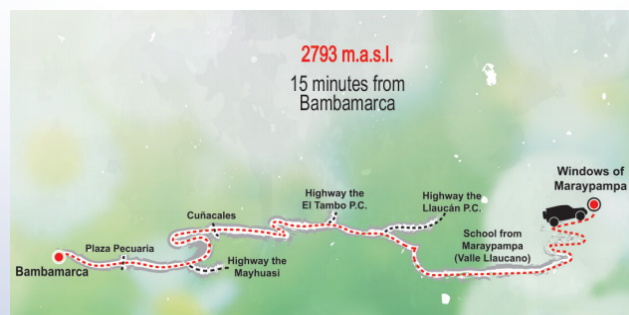 2793 m.a.s.l.
15 minutes from
Bambamarca
Windows of
Maraypampa
Highway the
El Tambo P.C.
Highway the
Llaucán P.C.
Cuñacales
School from
Maraypampa
(Valle Llaucano)
Plaza Pecuaria
Highway the
Mayhuasi
Bambamarca